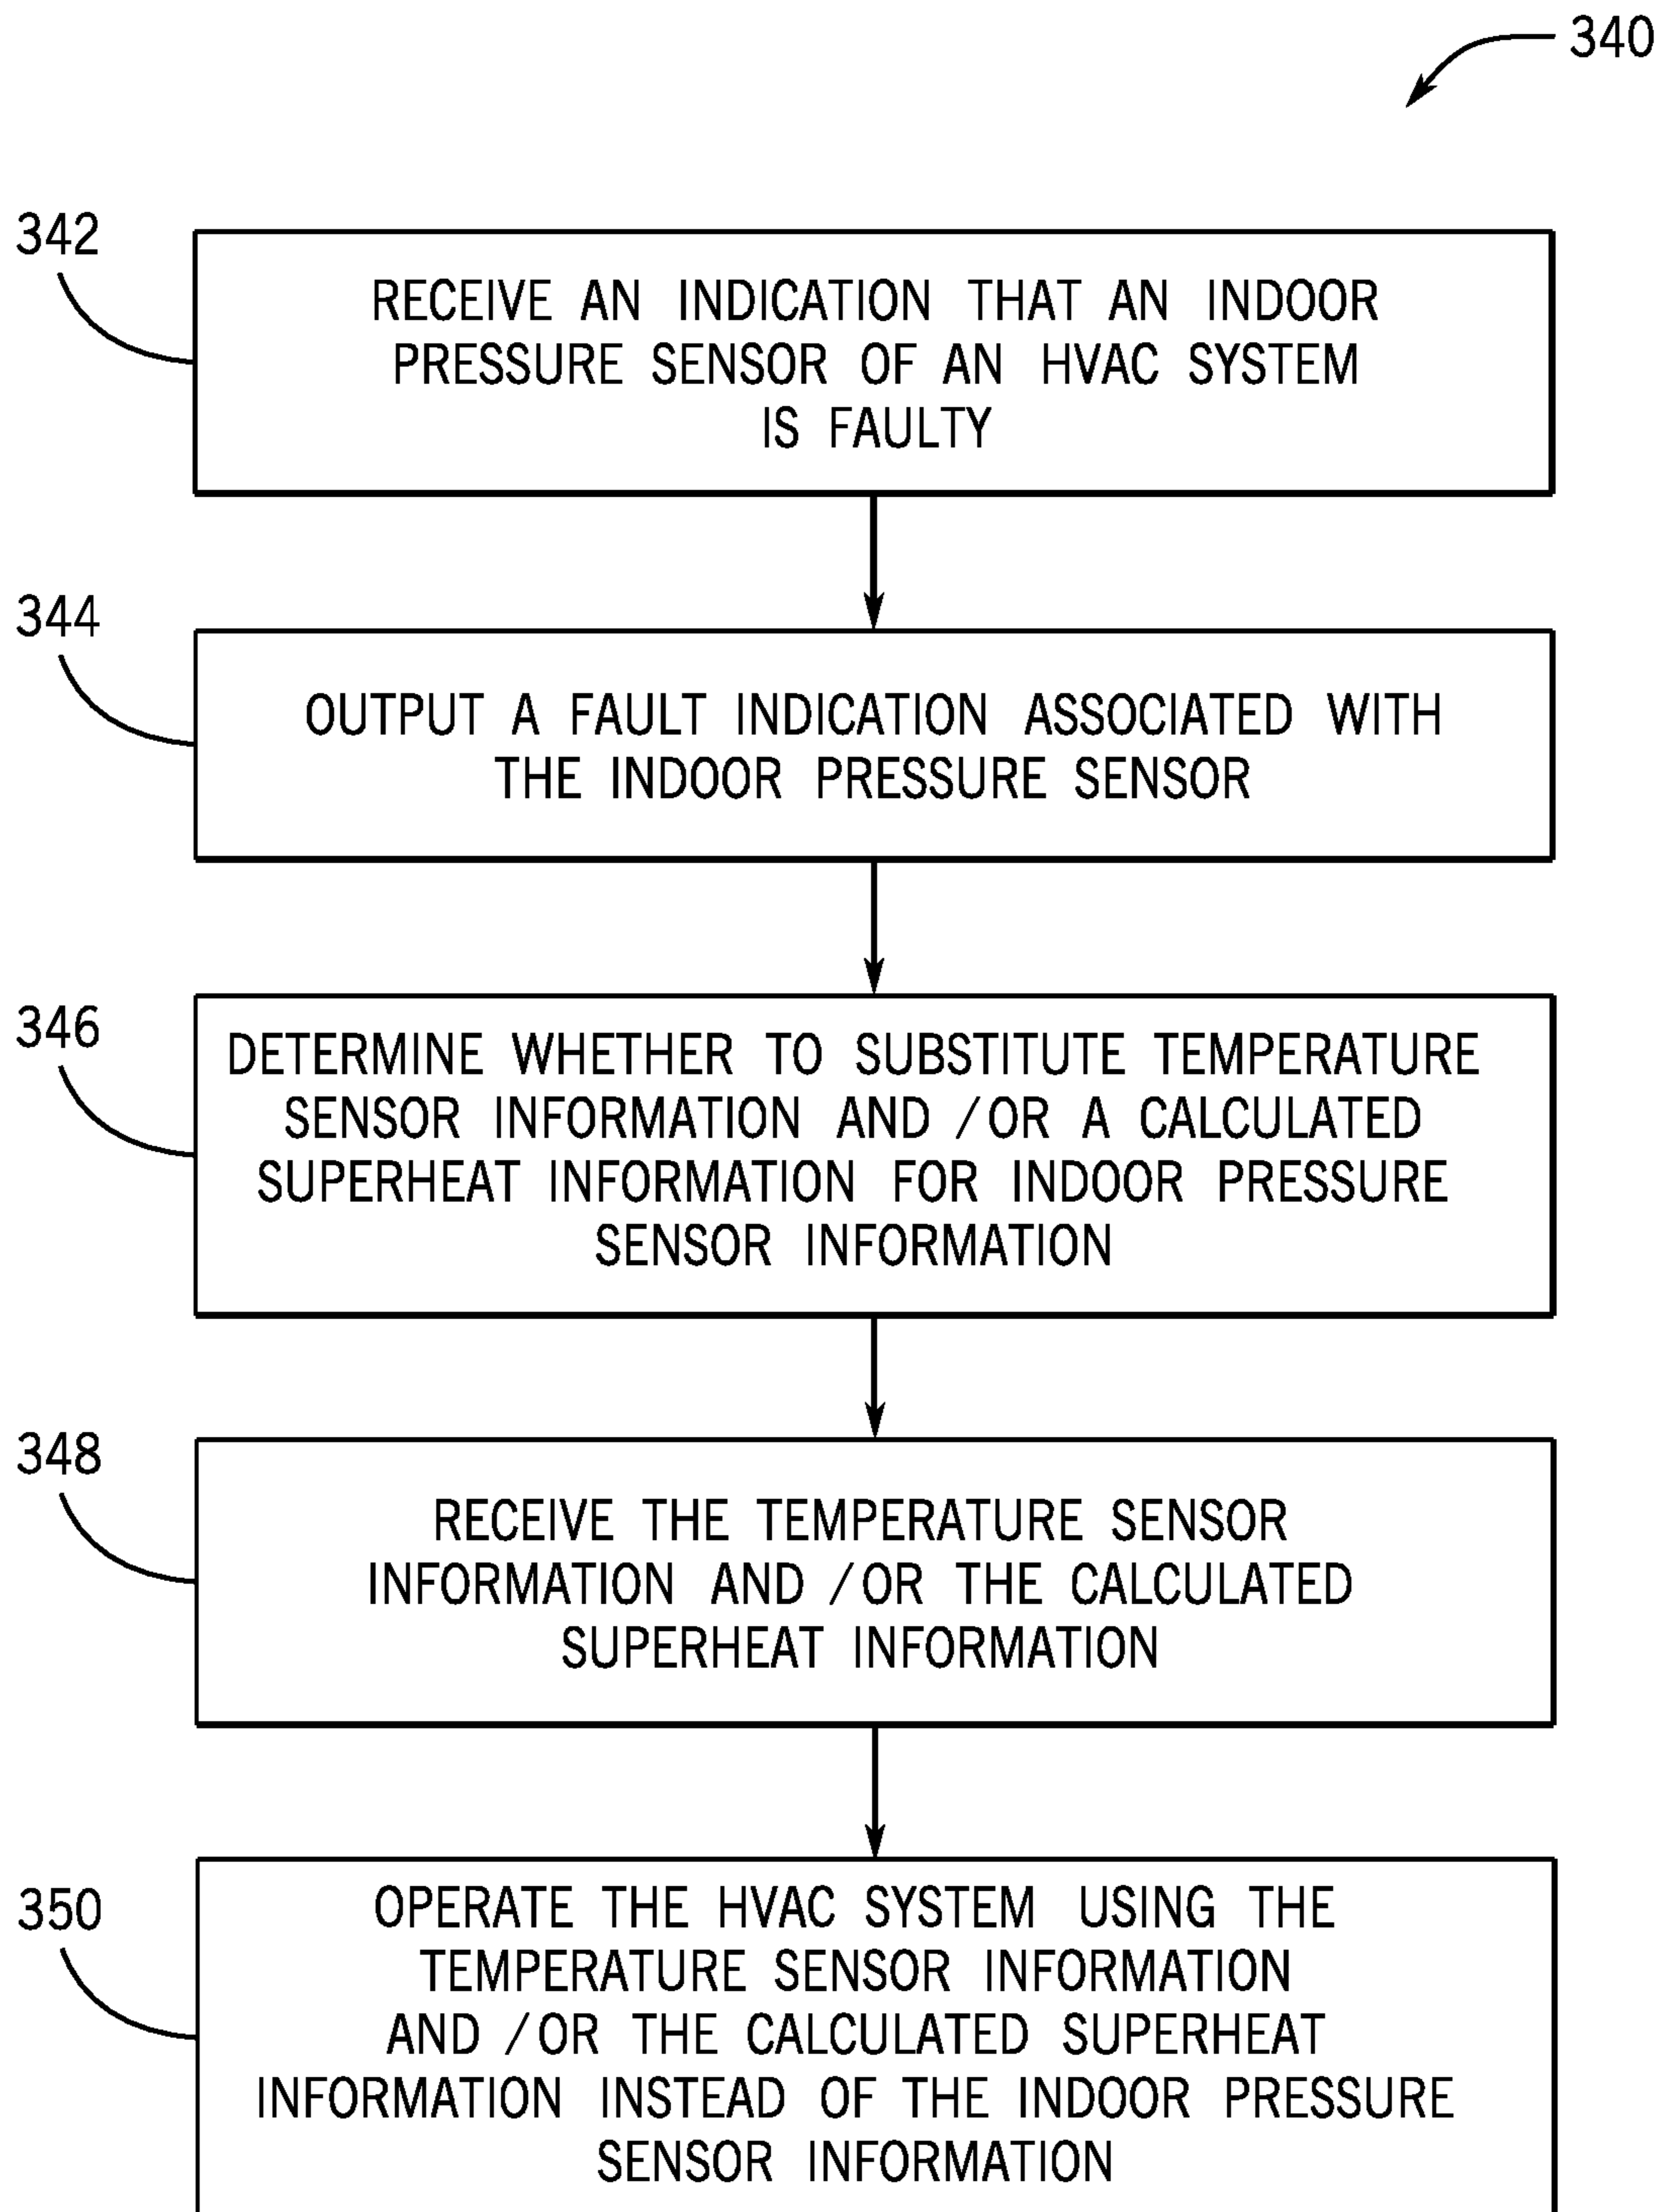 340
342
RECEIVE AN INDICATION THAT AN INDOOR
PRESSURE SENSOR OF AN HVAC SYSTEM
IS FAULTY
344
OUTPUT A FAULT INDICATION ASSOCIATED WITH
THE INDOOR PRESSURE SENSOR
346
DETERMINE WHETHER TO SUBSTITUTE TEMPERATURE
SENSOR INFORMATION AND /OR A CALCULATED
SUPERHEAT INFORMATION FOR INDOOR PRESSURE
SENSOR INFORMATION
348
RECEIVE THE TEMPERATURE SENSOR
INFORMATION AND /OR THE CALCULATED
SUPERHEAT INFORMATION
350
OPERATE THE HVAC SYSTEM USING THE
TEMPERATURE SENSOR INFORMATION
AND /OR THE CALCULATED SUPERHEAT
INFORMATION INSTEAD OF THE INDOOR PRESSURE
SENSOR INFORMATION